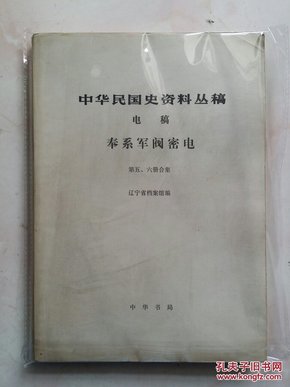 中华民国史资料丛稿
电稿
奉系军阀密电
第五、六册合集
辽宁省档案馆编
中华书局
孔夫子旧书网